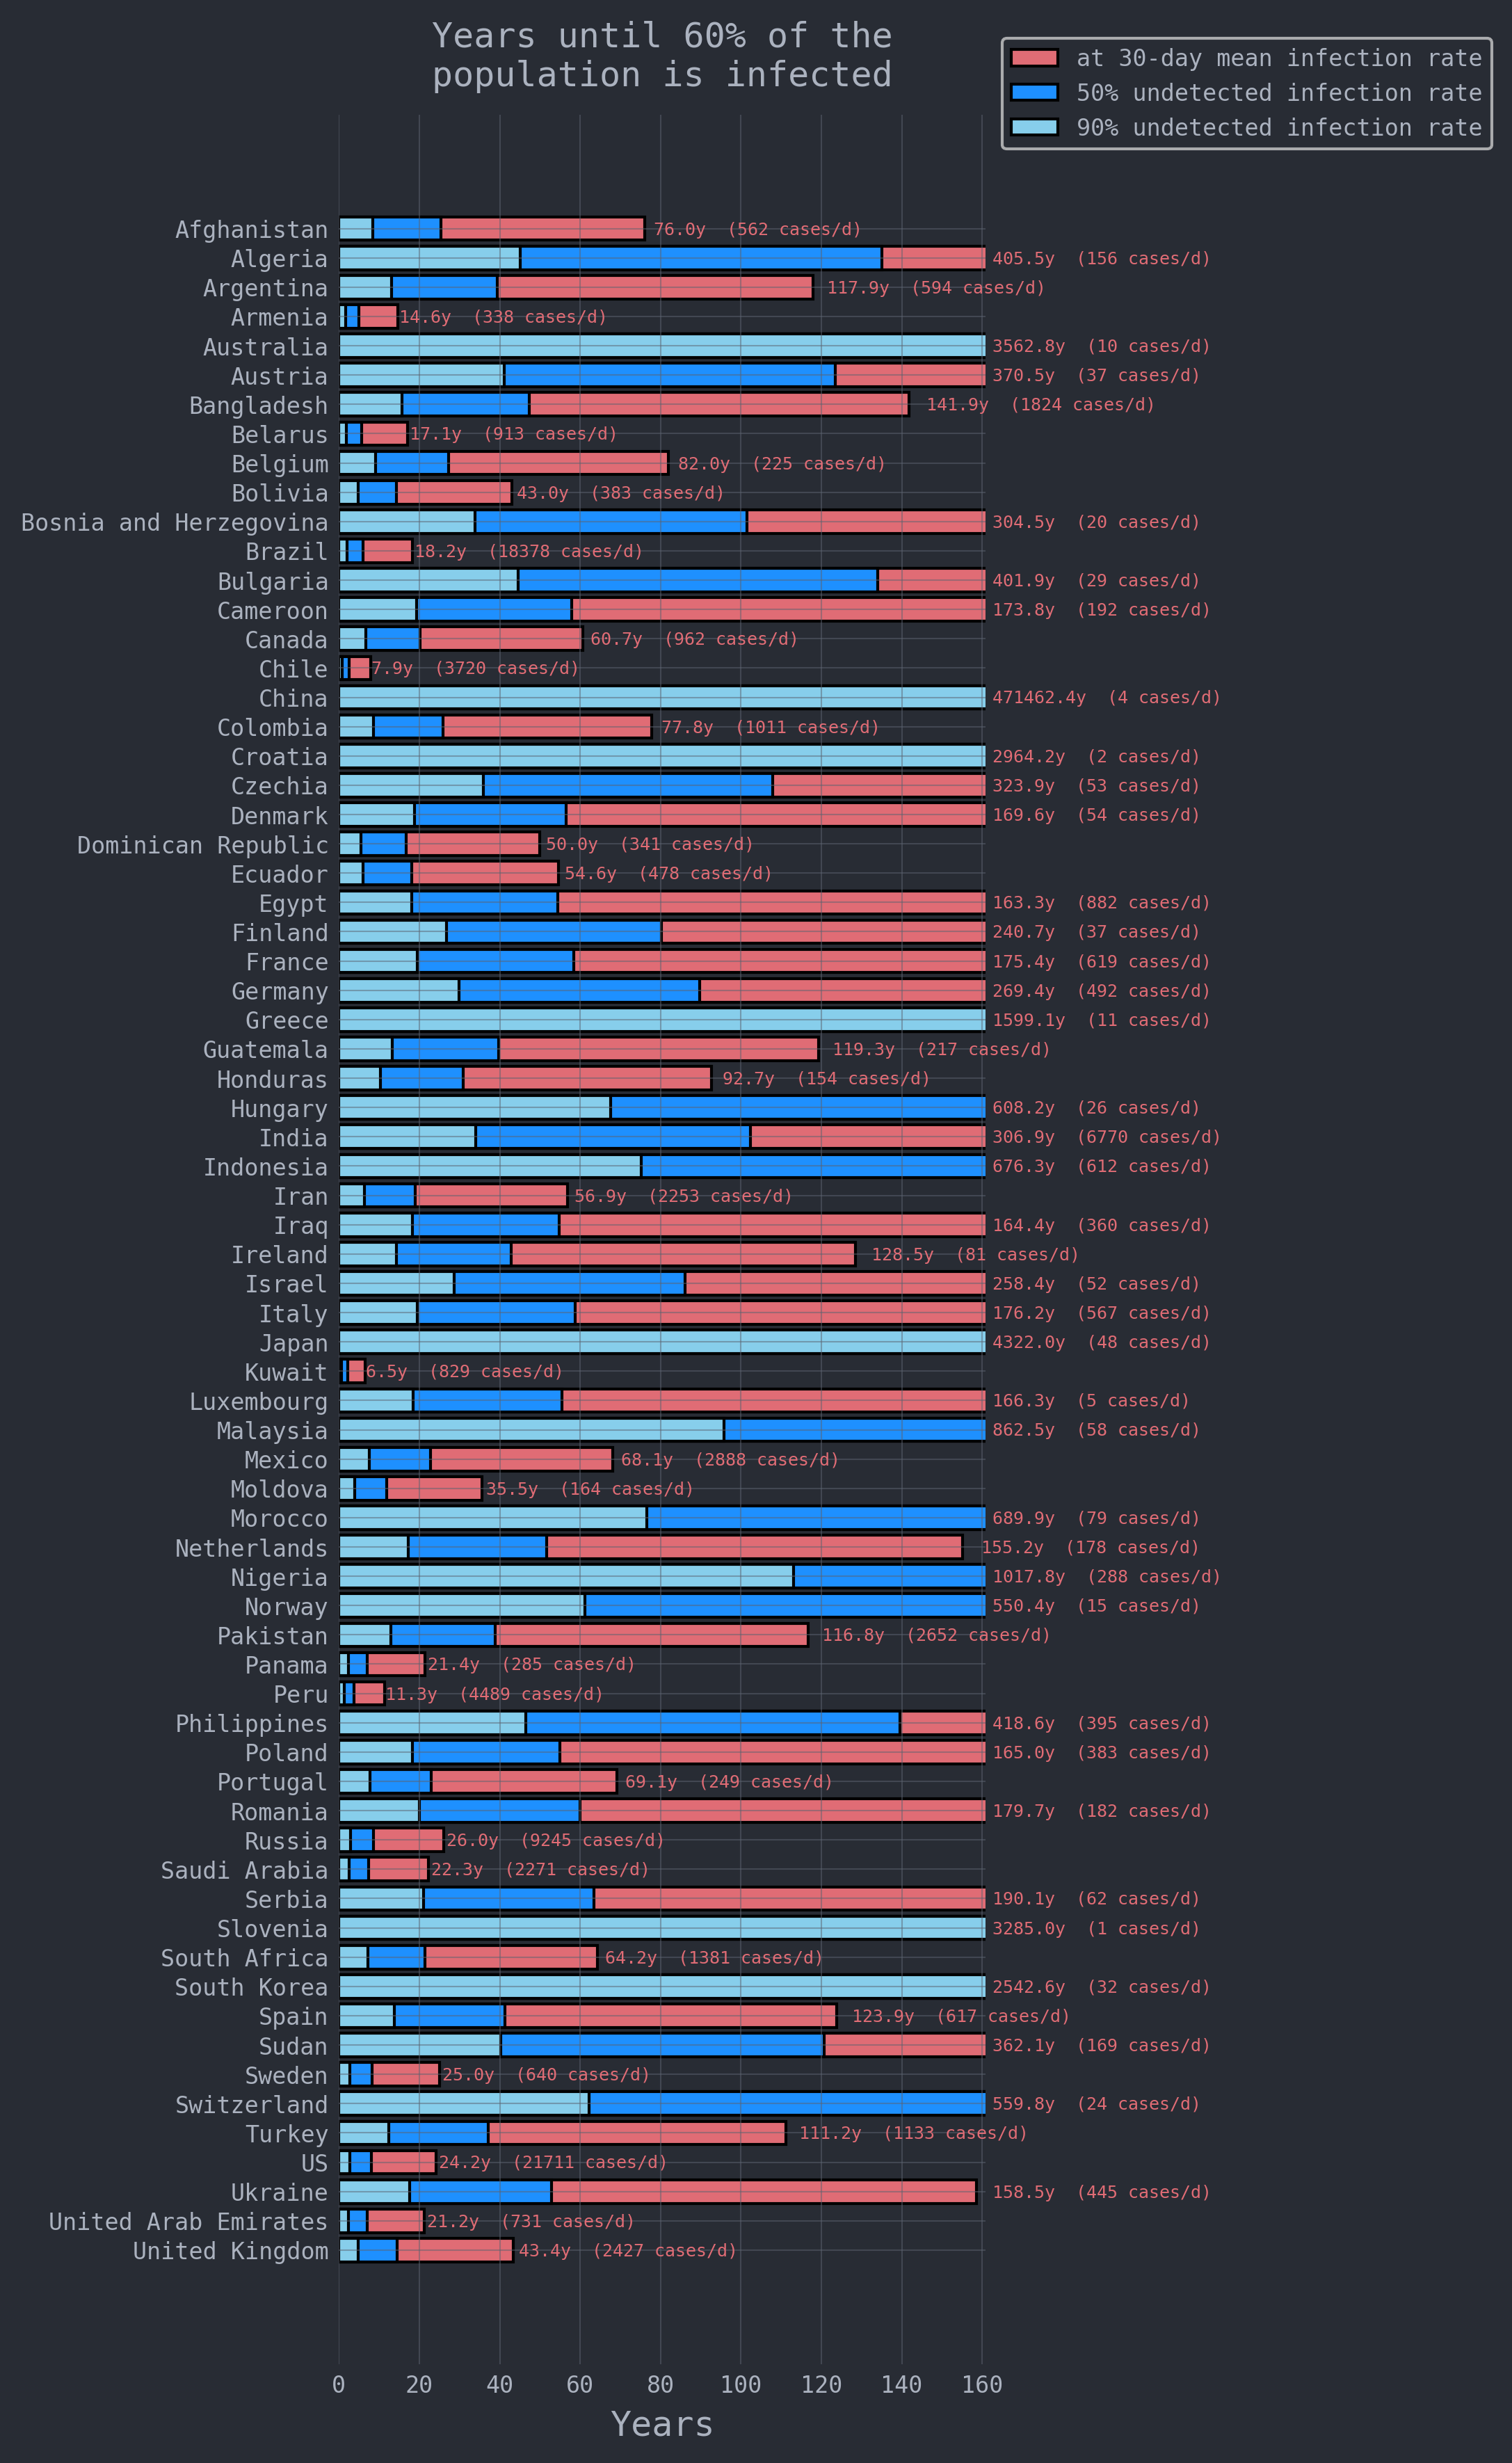 Years until 60% of the
population is infected
at 30-day mean infection rate
50% undetected infection rate
90% undetected infection rate
Afghanistan 76.0y (562 cases/d)
Algeria 405.5y (156 cases/d)
Argentina 117.9y (594 cases/d)
Armenia 14.6y (338 cases/d)
Australia 3562.8y (10 cases/d)
Austria 370.5y (37 cases/d)
Bangladesh 141.9y (1824 cases/d)
Belarus 17.1y (913 cases/d)
Belgium 82.0y (225 cases/d)
Bolivia 43.0y (383 cases/d)
Bosnia and Herzegovina 304.5y (20 cases/d)
Brazil 18.2y (18378 cases/d)
Bulgaria 401.9y (29 cases/d)
Cameroon 173.8y (192 cases/d)
Canada 60.7y (962 cases/d)
Chile 7.9y (3720 cases/d)
China 471462.4y (4 cases/d)
Colombia 77.8y (1011 cases/d)
Croatia 2964.2y (2 cases/d)
Czechia 323.9y (53 cases/d)
Denmark 169.6y (54 cases/d)
Dominican Republic 50.0y (341 cases/d)
Ecuador 54.6y (478 cases/d)
Egypt 163.3y (882 cases/d)
Finland 240.7y (37 cases/d)
France 175.4y (619 cases/d)
Germany 269.4y (492 cases/d)
Greece 1599.1y (11 cases/d)
Guatemala 119.3y (217 cases/d)
Honduras 92.7y (154 cases/d)
Hungary 608.2y (26 cases/d)
India 306.9y (6770 cases/d)
Indonesia 676.3y (612 cases/d)
Iran 56.9y (2253 cases/d)
Iraq 164.4y (360 cases/d)
Ireland 128.5y (81 cases/d)
Israel 258.4y (52 cases/d)
Italy 176.2y (567 cases/d)
Japan 4322.0y (48 cases/d)
Kuwait 6.5y (829 cases/d)
Luxembourg 166.3y (5 cases/d)
Malaysia 862.5y (58 cases/d)
Mexico 68.1y (2888 cases/d)
Moldova 35.5y (164 cases/d)
Morocco 689.9y (79 cases/d)
Netherlands 155.2y (178 cases/d)
Nigeria 1017.8y (288 cases/d)
Norway 550.4y (15 cases/d)
Pakistan 116.8y (2652 cases/d)
Panama 21.4y (285 cases/d)
Peru 11.3y (4489 cases/d)
Philippines 418.6y (395 cases/d)
Poland 165.0y (383 cases/d)
Portugal 69.1y (249 cases/d)
Romania 179.7y (182 cases/d)
Russia 26.0y (9245 cases/d)
Saudi Arabia 22.3y (2271 cases/d)
Serbia 190.1y (62 cases/d)
Slovenia 3285.0y (1 cases/d)
South Africa 64.2y (1381 cases/d)
South Korea 2542.6y (32 cases/d)
Spain 123.9y (617 cases/d)
Sudan 362.1y (169 cases/d)
Sweden 25.0y (640 cases/d)
Switzerland 559.8y (24 cases/d)
Turkey 111.2y (1133 cases/d)
US 24.2y (21711 cases/d)
Ukraine 158.5y (445 cases/d)
United Arab Emirates 21.2y (731 cases/d)
United Kingdom 43.4y (2427 cases/d)
0 20 40 60 80 100 120 140 160
Years